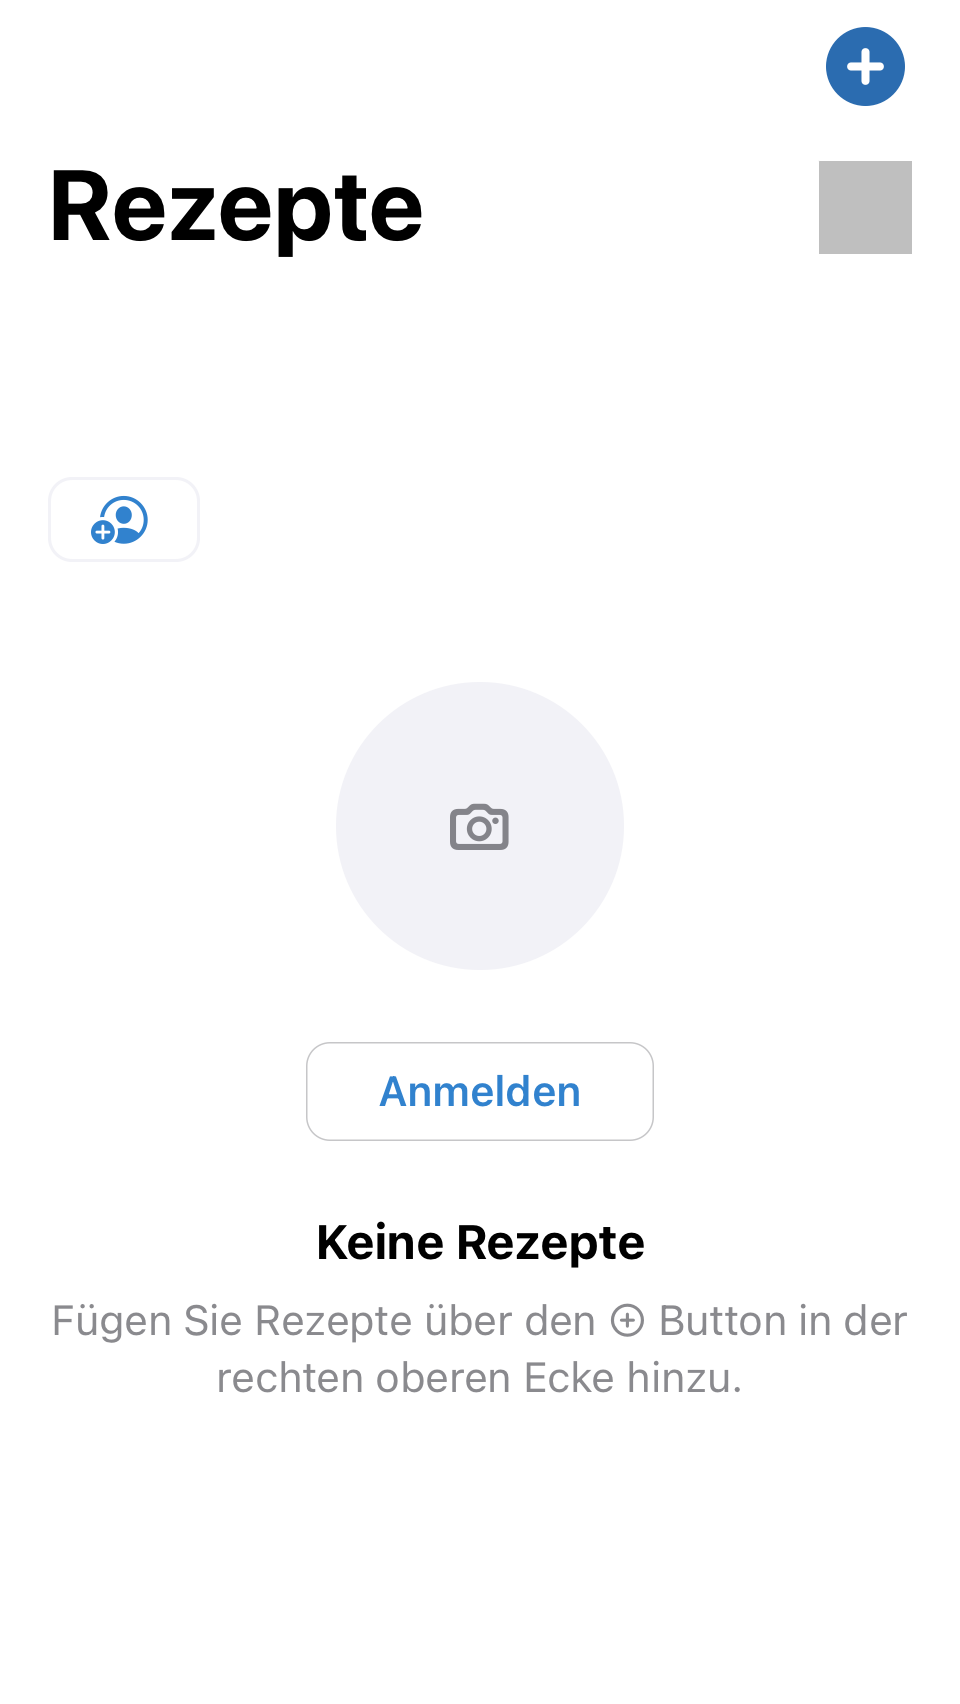 Rezepte
Anmelden
Keine Rezepte
Fügen Sie Rezepte über den ⊕ Button in der
rechten oberen Ecke hinzu.